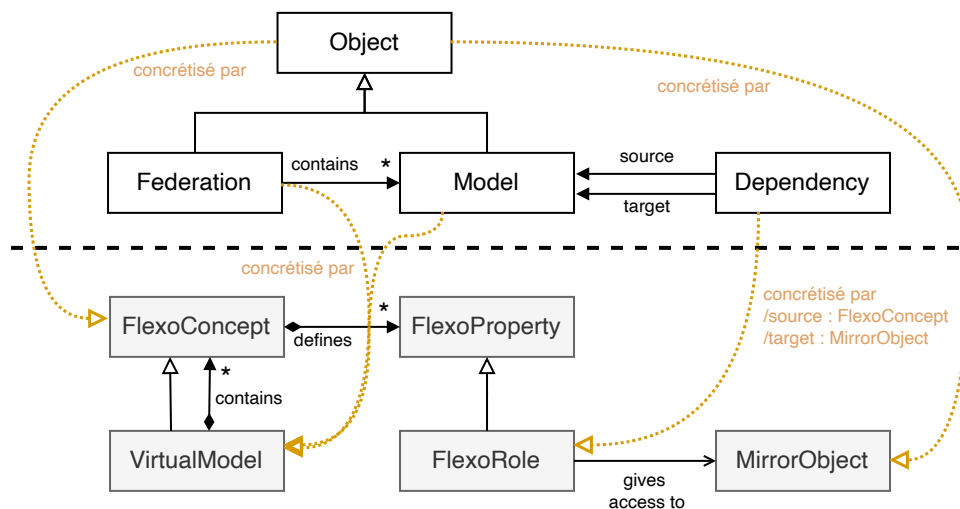 Object
concrétisé par
concrétisé par
Federation
contains
*
Model
source
target
Dependency
concrétisé par
concrétisé par
/source : FlexoConcept
/target : MirrorObject
FlexoConcept
defines
*
FlexoProperty
*
contains
VirtualModel
FlexoRole
gives
access to
MirrorObject